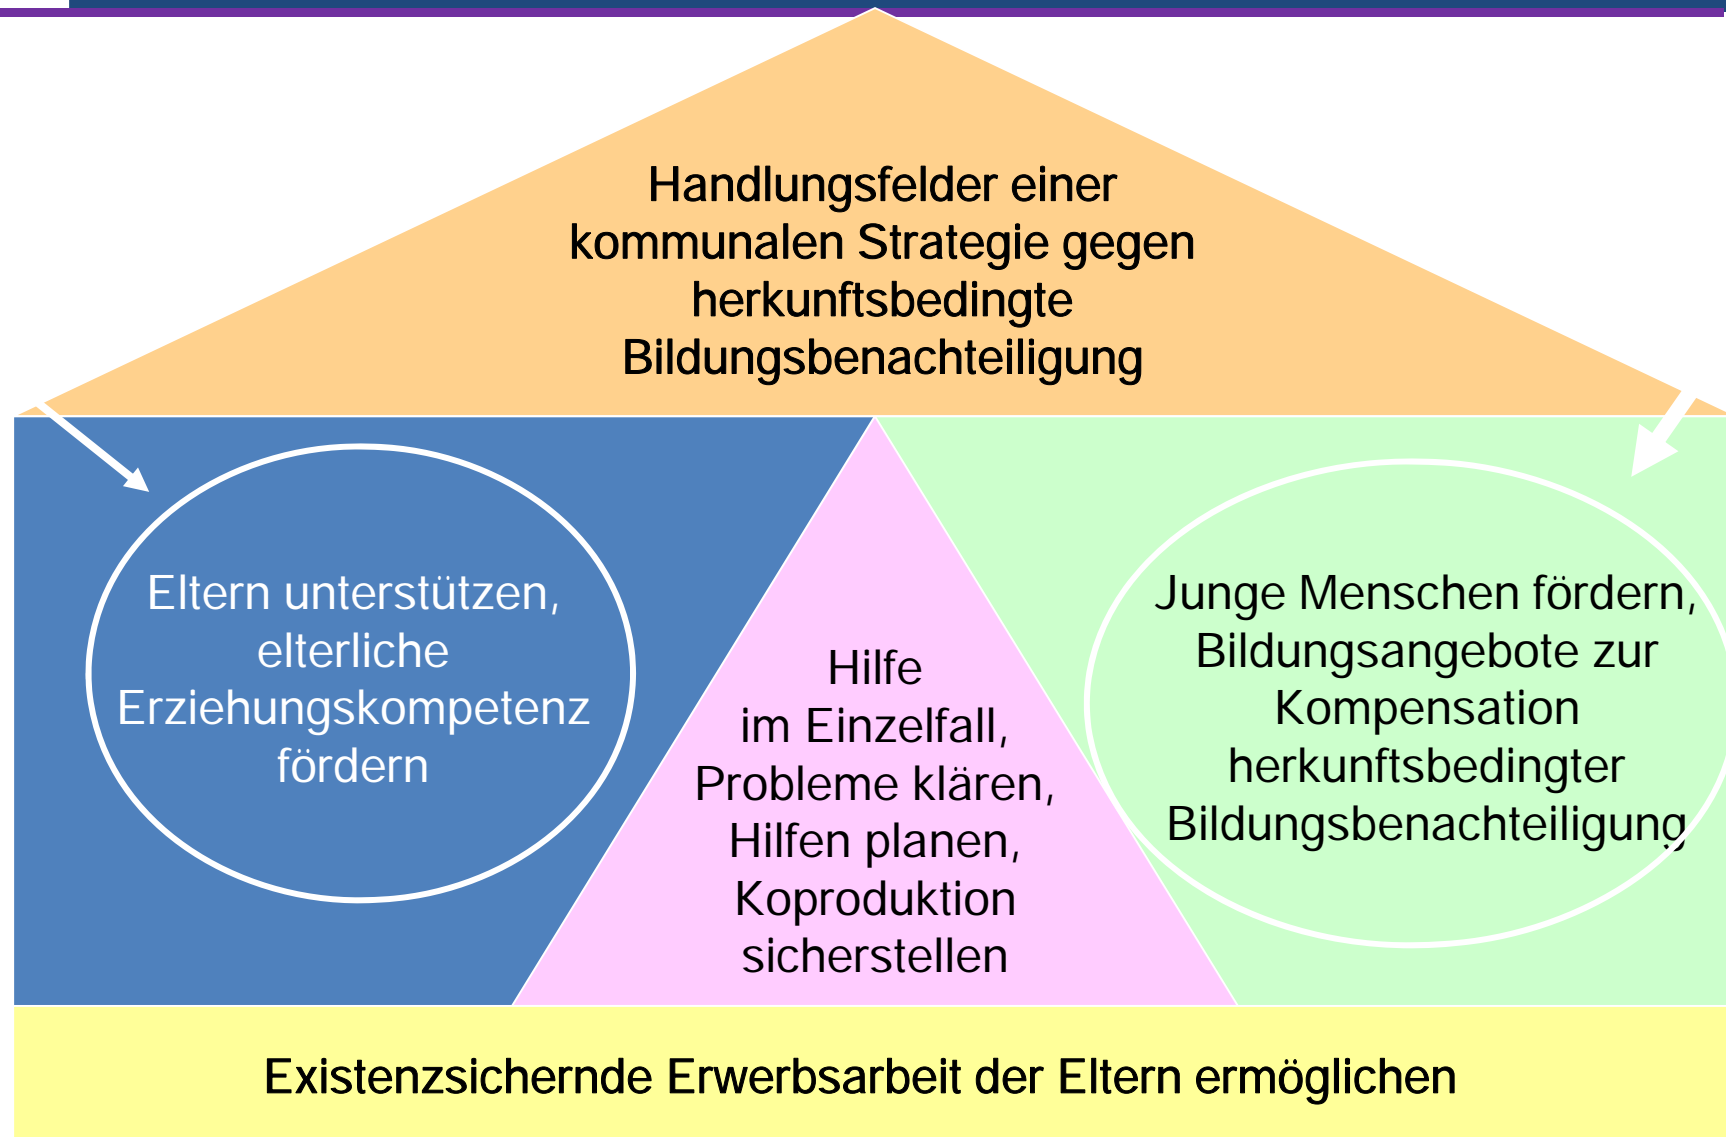 Handlungsfelder einer
kommunalen Strategie gegen
herkunftsbedingte
Bildungsbenachteiligung
Eltern unterstützen,
elterliche
Erziehungskompetenz
fördern
Hilfe
im Einzelfall,
Probleme klären,
Hilfen planen,
Koproduktion
sicherstellen
Junge Menschen fördern,
Bildungsangebote zur
Kompensation
herkunftsbedingter
Bildungsbenachteiligung
Existenzsichernde Erwerbsarbeit der Eltern ermöglichen